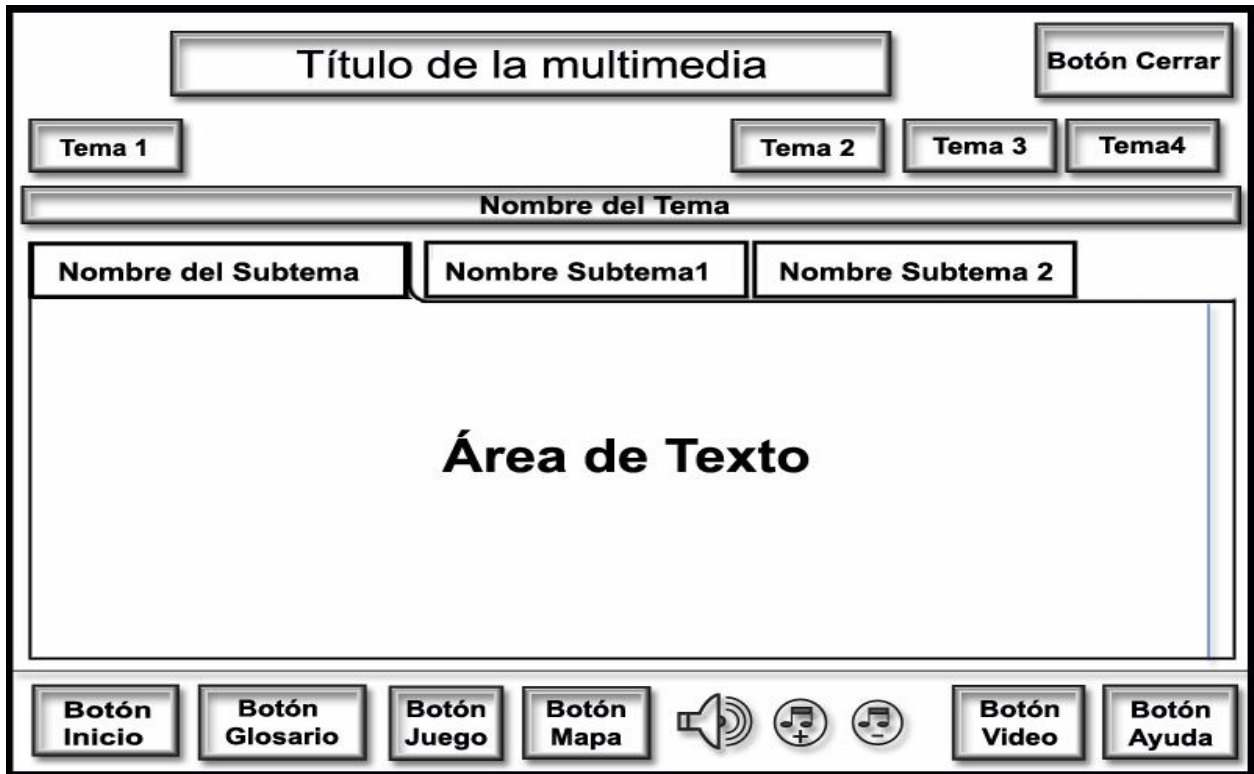 Título de la multimedia
Botón Cerrar
Tema 1
Tema 2
Tema 3
Tema4
Nombre del Tema
Nombre del Subtema
Nombre Subtema1
Nombre Subtema 2
Área de Texto
Botón
Inicio
Botón
Glosario
Botón
Juego
Botón
Mapa
Botón
Video
Botón
Ayuda